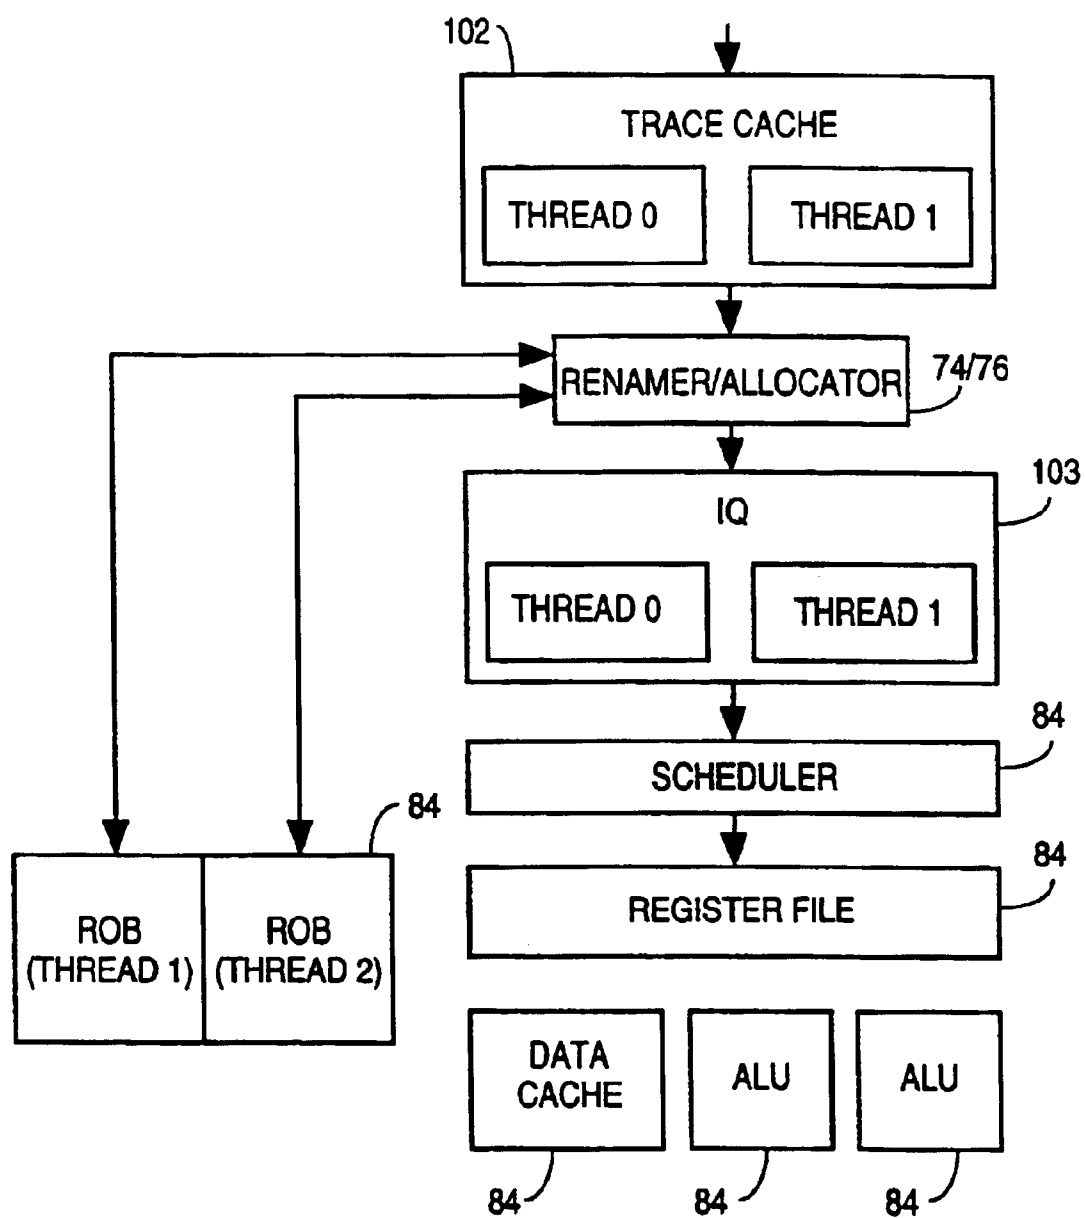 102
TRACE CACHE
THREAD 0
THREAD 1
RENAMER/ALLOCATOR
74/76
103
IQ
THREAD 0
THREAD 1
84
SCHEDULER
84
84
REGISTER FILE
ROB
(THREAD 1)
ROB
(THREAD 2)
DATA
CACHE
ALU
ALU
84
84
84